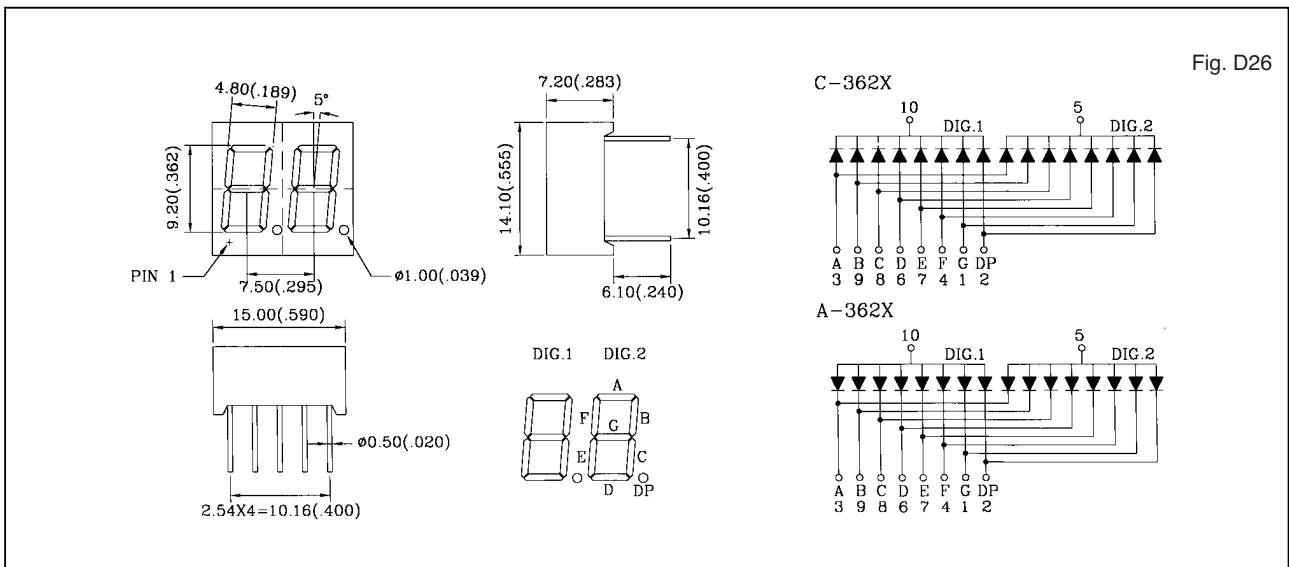 Fig. D26
4.80(.189)
5°
9.20(.362)
PIN 1
7.50(.295)
ø1.00(.039)
7.20(.283)
14.10(.555)
10.16(.400)
6.10(.240)
15.00(.590)
ø0.50(.020)
2.54X4=10.16(.400)
DIG.1 DIG.2
A
F B
G
E C
D DP
C-362X
10 5
DIG.1 DIG.2
A B C D E F G DP
3 9 8 6 7 4 1 2
A-362X
10 5
DIG.1 DIG.2
A B C D E F G DP
3 9 8 6 7 4 1 2